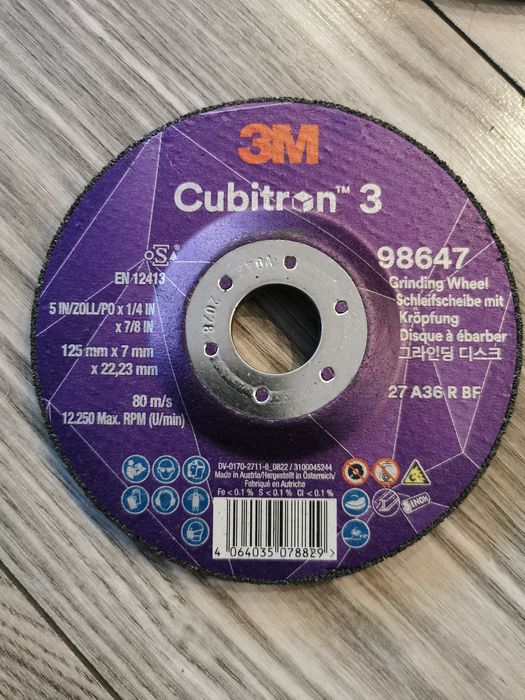 3M
Cubitron™ 3
oSa
EN 12413
98647
Grinding Wheel
Schleifscheibe mit
Kröpfung
Disque à ébarber
그라인딩 디스크
5 IN/ZOLL/PO x 1/4 IN
x 7/8 IN
125 mm x 7 mm
x 22,23 mm
80 m/s
12.250 Max. RPM (U/min)
27 A36 R BF
DV-0170-2711-6_0822 / 3100045244
Made in Austria/Hergestellt in Österreich/
Fabriqué en Autriche
Fe < 0.1 % S < 0.1 % Cl < 0.1 %
INOX
4 064035 078829